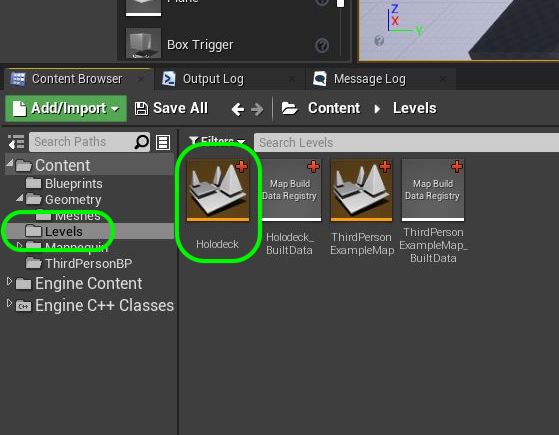 Plane
Z
X
Y
Box Trigger
Content Browser
Output Log
Message Log
Add/Import
Save All
Content
Levels
Search Paths
Filters
Search Levels
Content
Blueprints
Geometry
Meshes
Levels
Mannequin
ThirdPersonBP
Engine Content
Engine C++ Classes
Holodeck
Map Build
Data Registry
Holodeck_
BuiltData
ThirdPerson
ExampleMap
Map Build
Data Registry
ThirdPerson
ExampleMap_
BuiltData